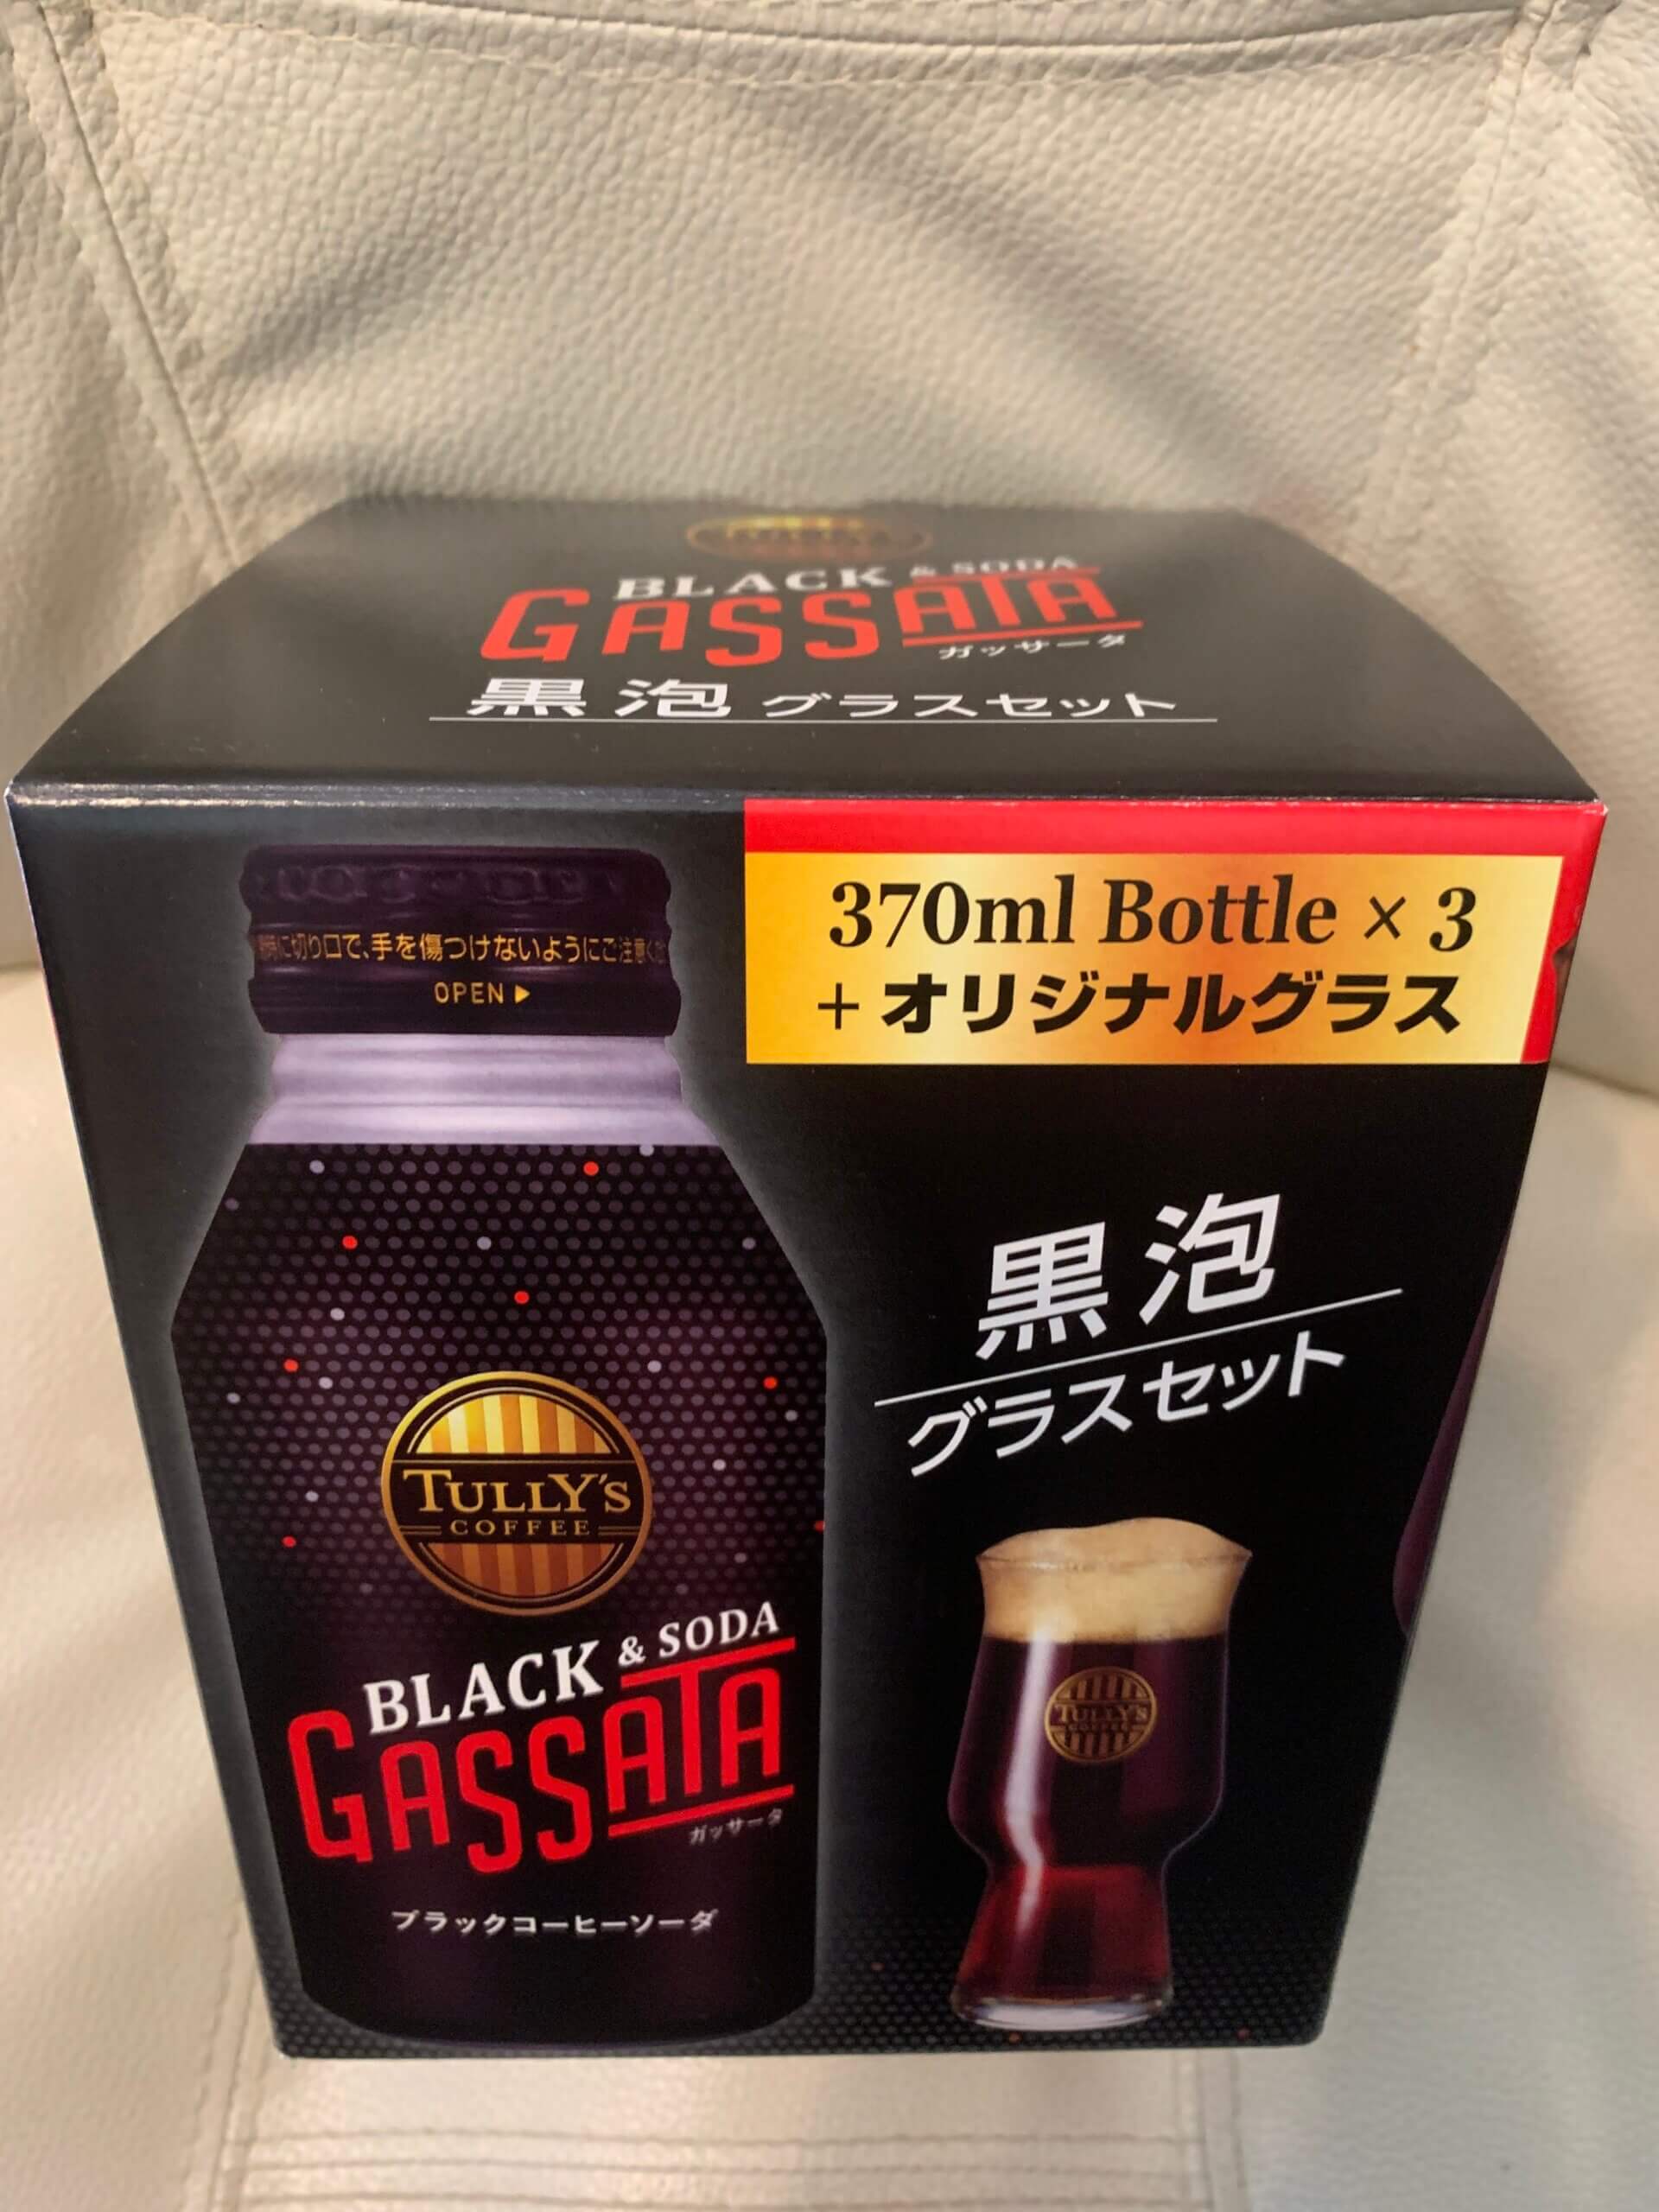 TULLY'S
BLACK & SODA
GASSATA
ガッサータ
黒泡 グラスセット
370ml Bottle × 3
+ オリジナルグラス
に切り口で、手を傷つけないようにご注意く
OPEN ▶
黒泡
グラスセット
TULLY'S
COFFEE
BLACK & SODA
GASSATA
ガッサータ
ブラックコーヒーソーダ
TULLY'S
COFFEE